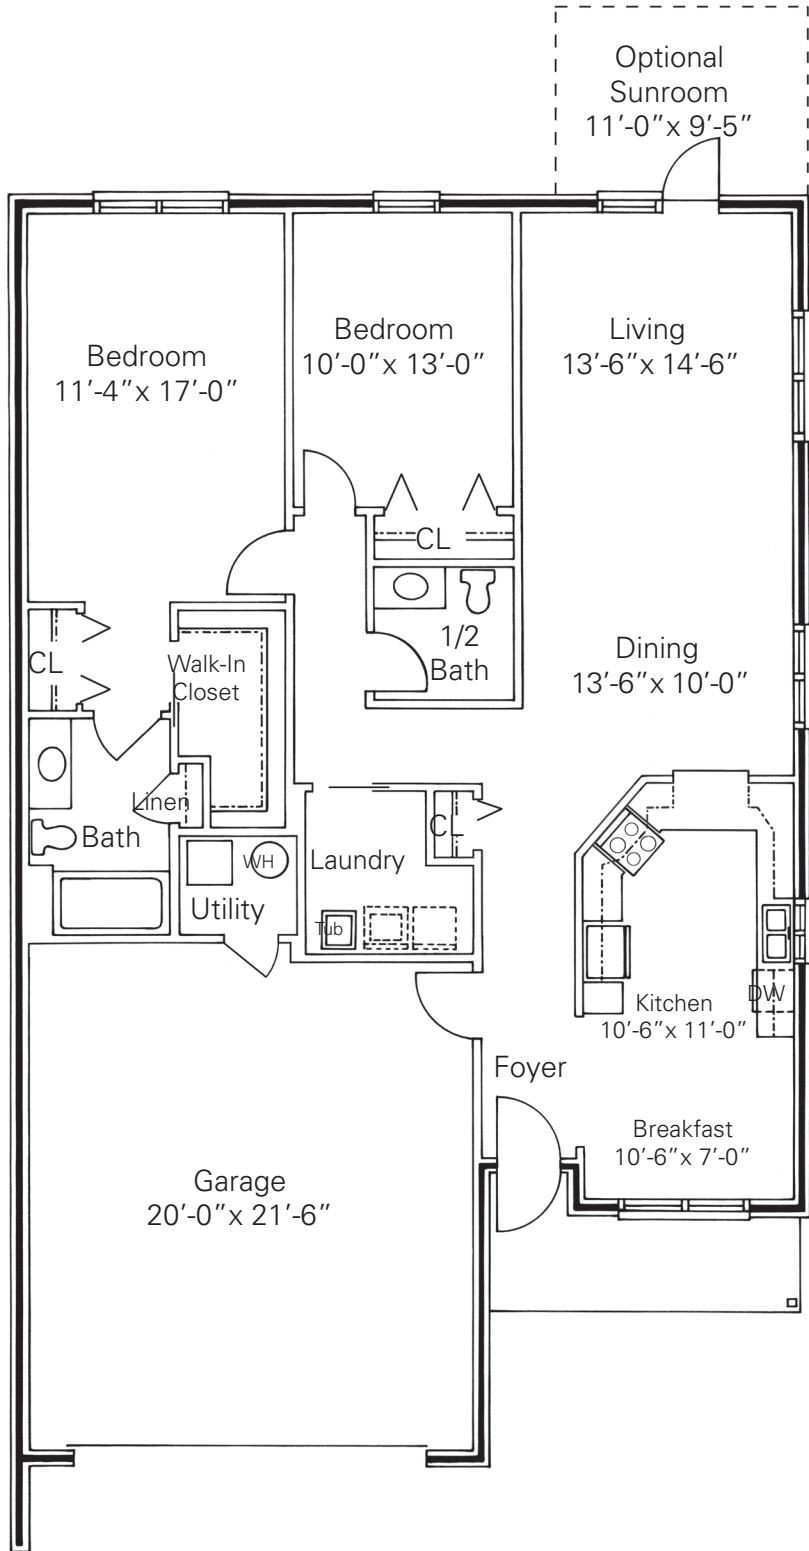 Optional
Sunroom
11'-0" x 9'-5"
Bedroom
11'-4" x 17'-0"
Bedroom
10'-0" x 13'-0"
Living
13'-6" x 14'-6"
CL
1/2
Bath
Dining
13'-6" x 10'-0"
CL
Walk-In
Closet
Linen
Bath
WH
Utility
Laundry
Tub
CL
Kitchen
10'-6" x 11'-0"
DW
Foyer
Breakfast
10'-6" x 7'-0"
Garage
20'-0" x 21'-6"